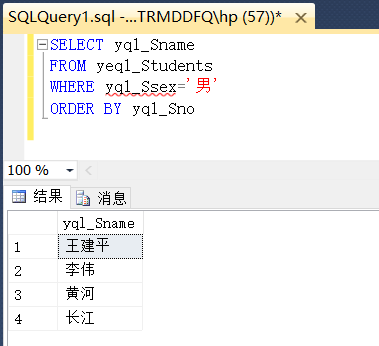 SQLQuery1.sql -...TRMDDFQ\hp (57))*
SELECT yql_Sname
FROM yeql_Students
WHERE yql_Ssex='男'
ORDER BY yql_Sno
100 %
结果 消息
yql_Sname
1 王建平
2 李伟
3 黄河
4 长江